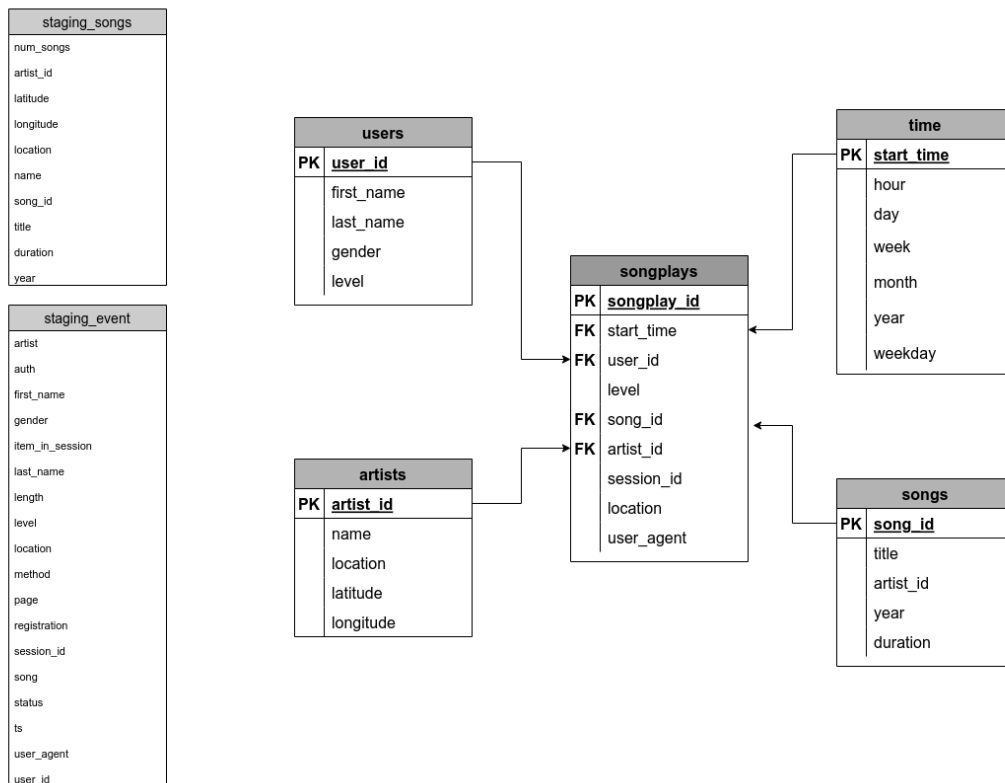 staging_songs
num_songs
artist_id
latitude
longitude
location
name
song_id
title
duration
year
staging_event
artist
auth
first_name
gender
item_in_session
last_name
length
level
location
method
page
registration
session_id
song
status
ts
user_agent
user_id
users
PK user_id
first_name
last_name
gender
level
artists
PK artist_id
name
location
latitude
longitude
songplays
PK songplay_id
FK start_time
FK user_id
level
FK song_id
FK artist_id
session_id
location
user_agent
time
PK start_time
hour
day
week
month
year
weekday
songs
PK song_id
title
artist_id
year
duration